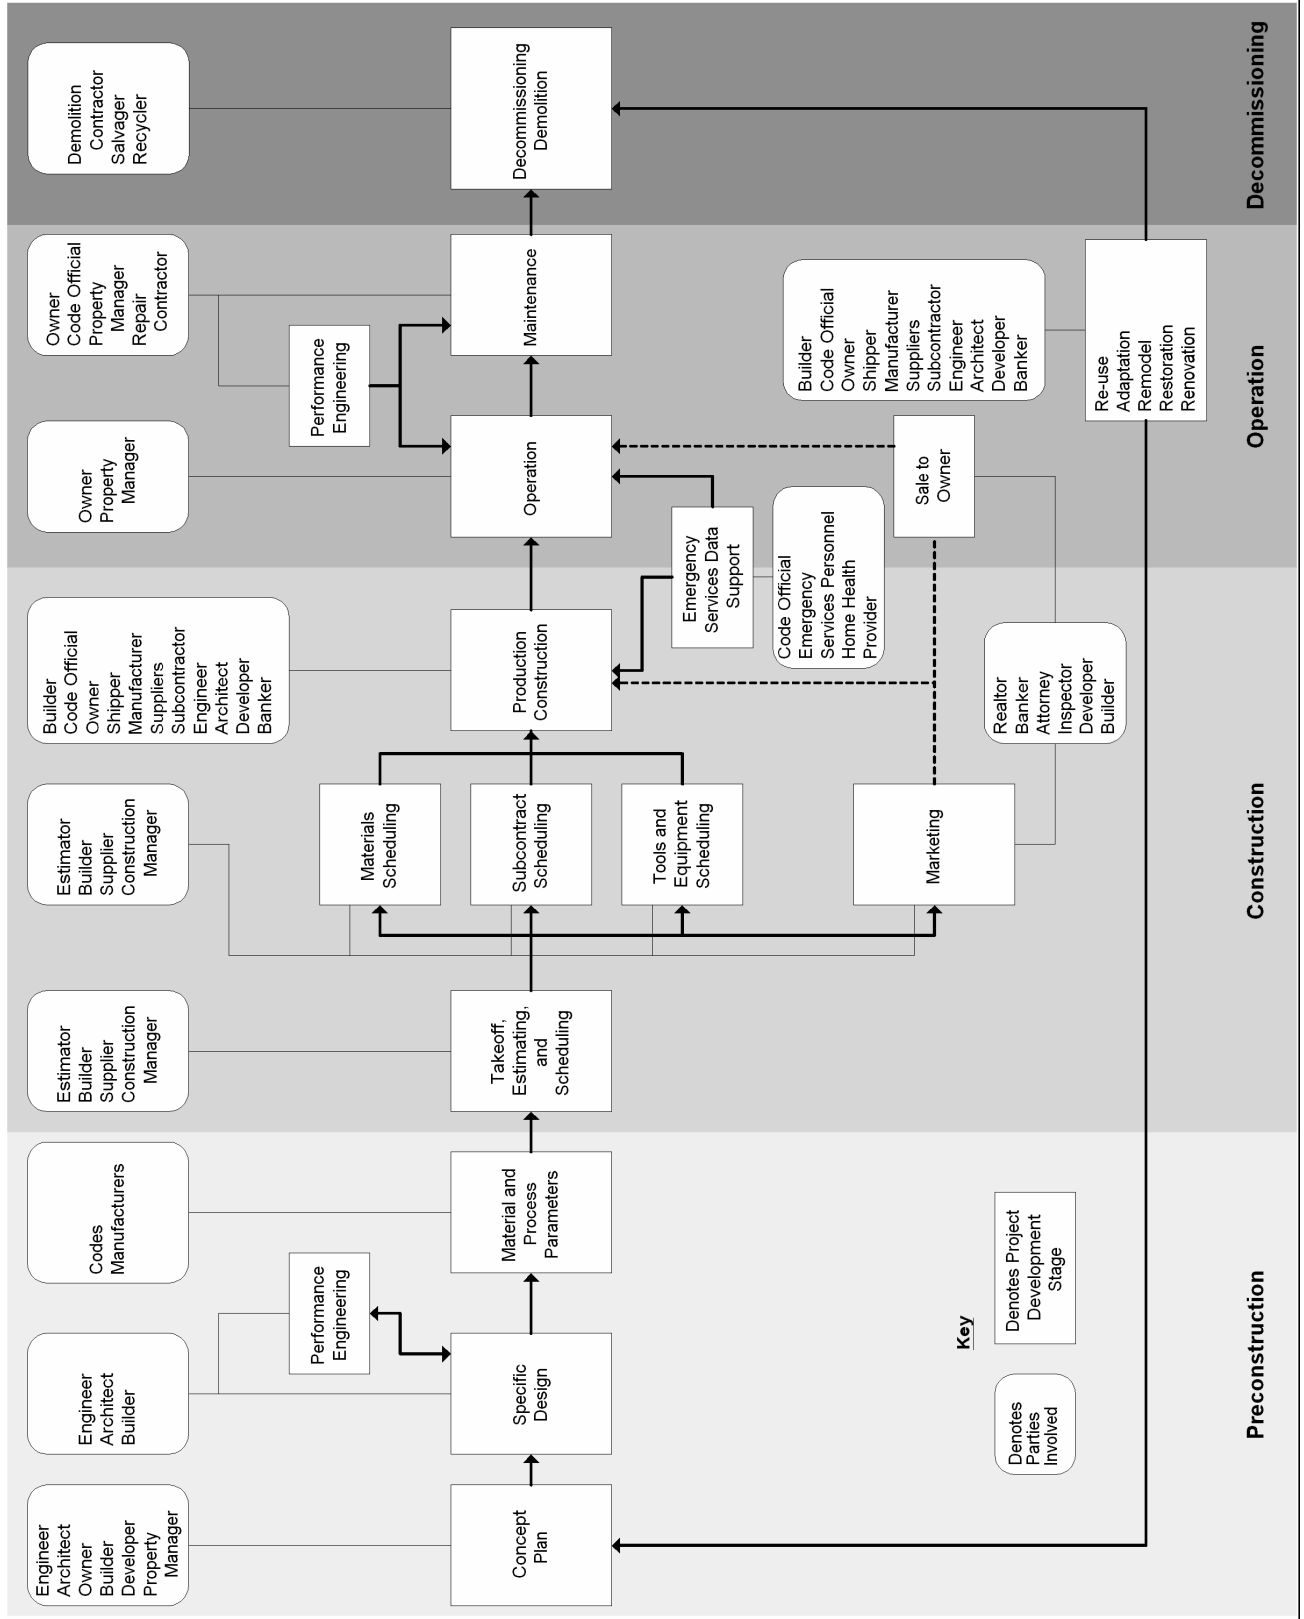 Engineer
Architect
Owner
Builder
Developer
Property
Manager
Engineer
Architect
Builder
Codes
Manufacturers
Estimator
Builder
Supplier
Construction
Manager
Estimator
Builder
Supplier
Construction
Manager
Builder
Code Official
Owner
Shipper
Manufacturer
Suppliers
Subcontractor
Engineer
Architect
Developer
Banker
Owner
Property
Manager
Owner
Code Official
Property
Manager
Repair
Contractor
Demolition
Contractor
Salvager
Recycler
Performance
Engineering
Performance
Engineering
Concept
Plan
Specific
Design
Material and
Process
Parameters
Takeoff,
Estimating,
and
Scheduling
Materials
Scheduling
Subcontract
Scheduling
Tools and
Equipment
Scheduling
Production
Construction
Operation
Maintenance
Decommissioning
Demolition
Emergency
Services Data
Support
Code Official
Emergency
Services Personnel
Home Health
Provider
Marketing
Sale to
Owner
Realtor
Banker
Attorney
Inspector
Developer
Builder
Builder
Code Official
Owner
Shipper
Manufacturer
Suppliers
Subcontractor
Engineer
Architect
Developer
Banker
Re-use
Adaptation
Remodel
Restoration
Renovation
Key
Denotes
Parties
Involved
Denotes Project
Development
Stage
Preconstruction
Construction
Operation
Decommissioning